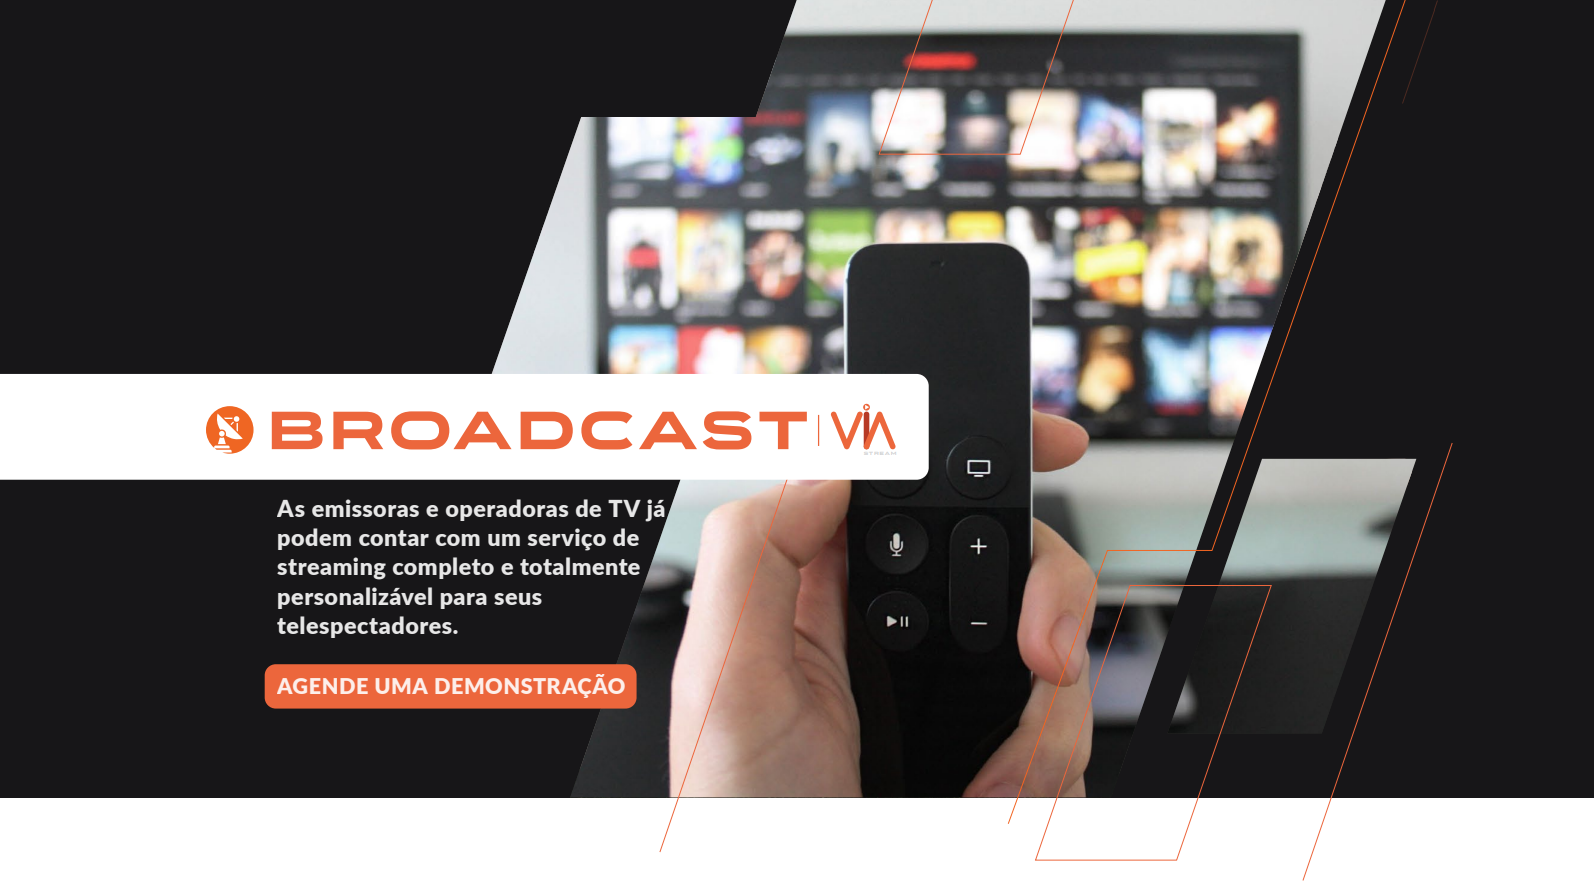 BROADCAST
VIA
STREAM
As emissoras e operadoras de TV já
podem contar com um serviço de
streaming completo e totalmente
personalizável para seus
telespectadores.
AGENDE UMA DEMONSTRAÇÃO